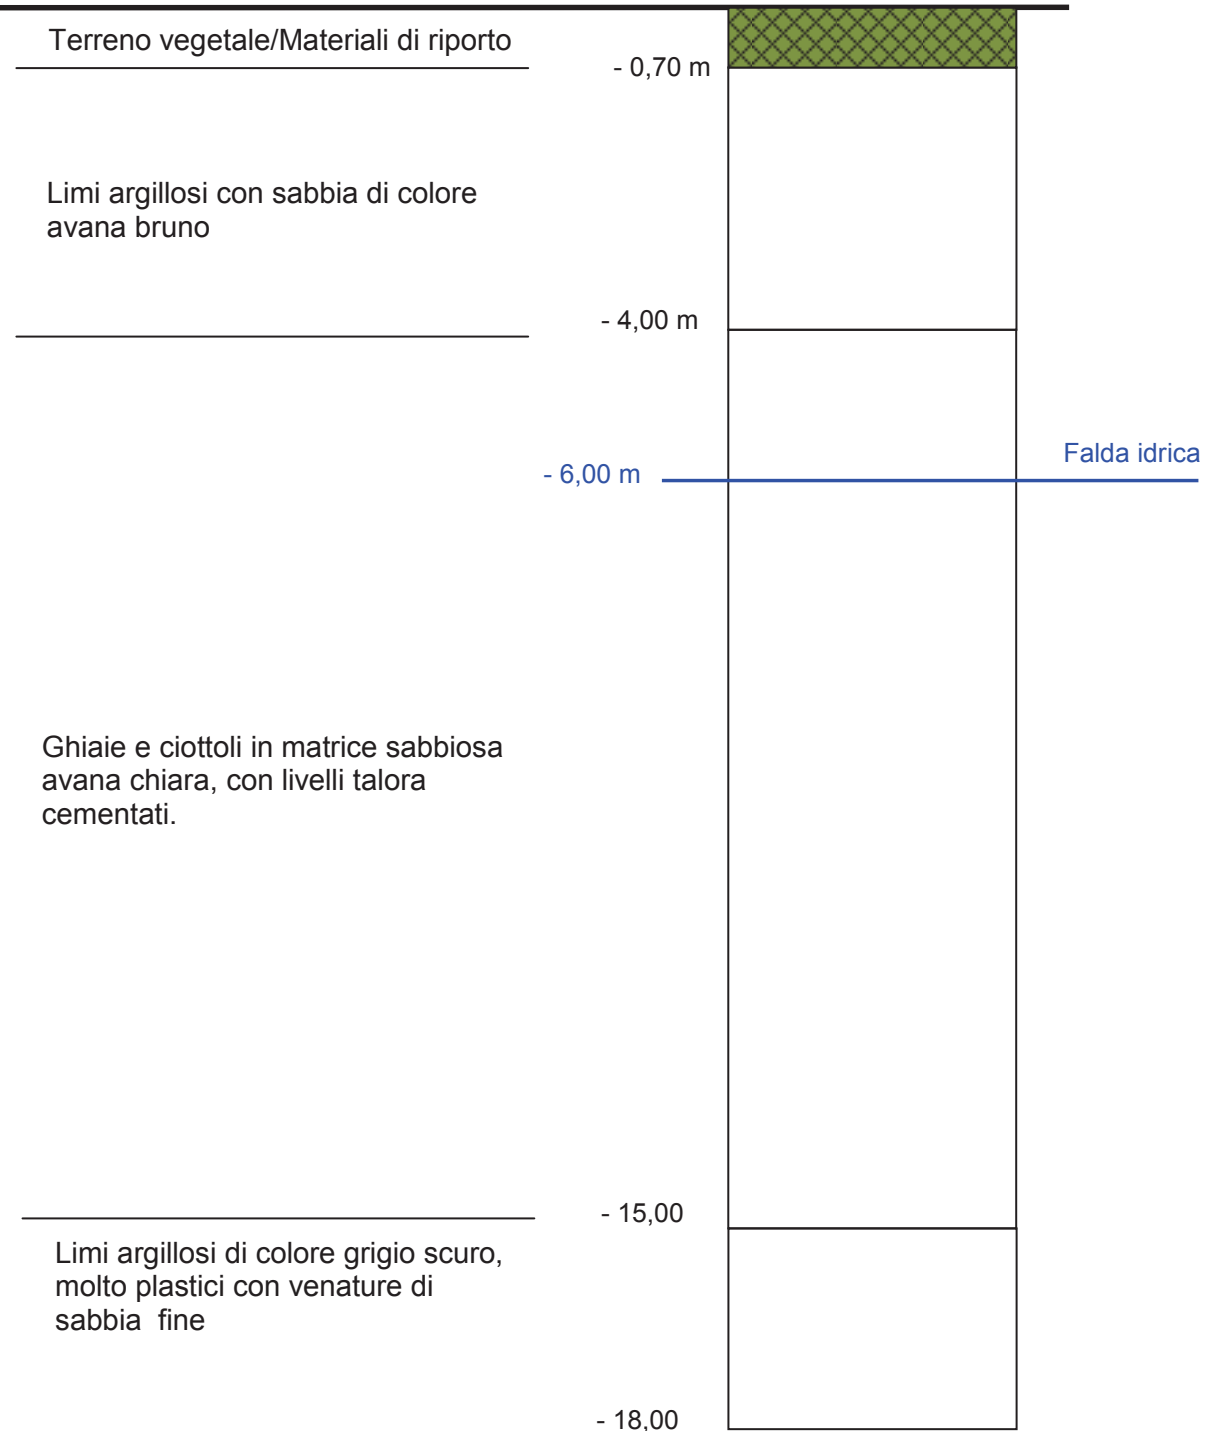 Terreno vegetale/Materiali di riporto
- 0,70 m
Limi argillosi con sabbia di colore
avana bruno
- 4,00 m
Falda idrica
- 6,00 m
Ghiaie e ciottoli in matrice sabbiosa
avana chiara, con livelli talora
cementati.
- 15,00
Limi argillosi di colore grigio scuro,
molto plastici con venature di
sabbia  fine
- 18,00